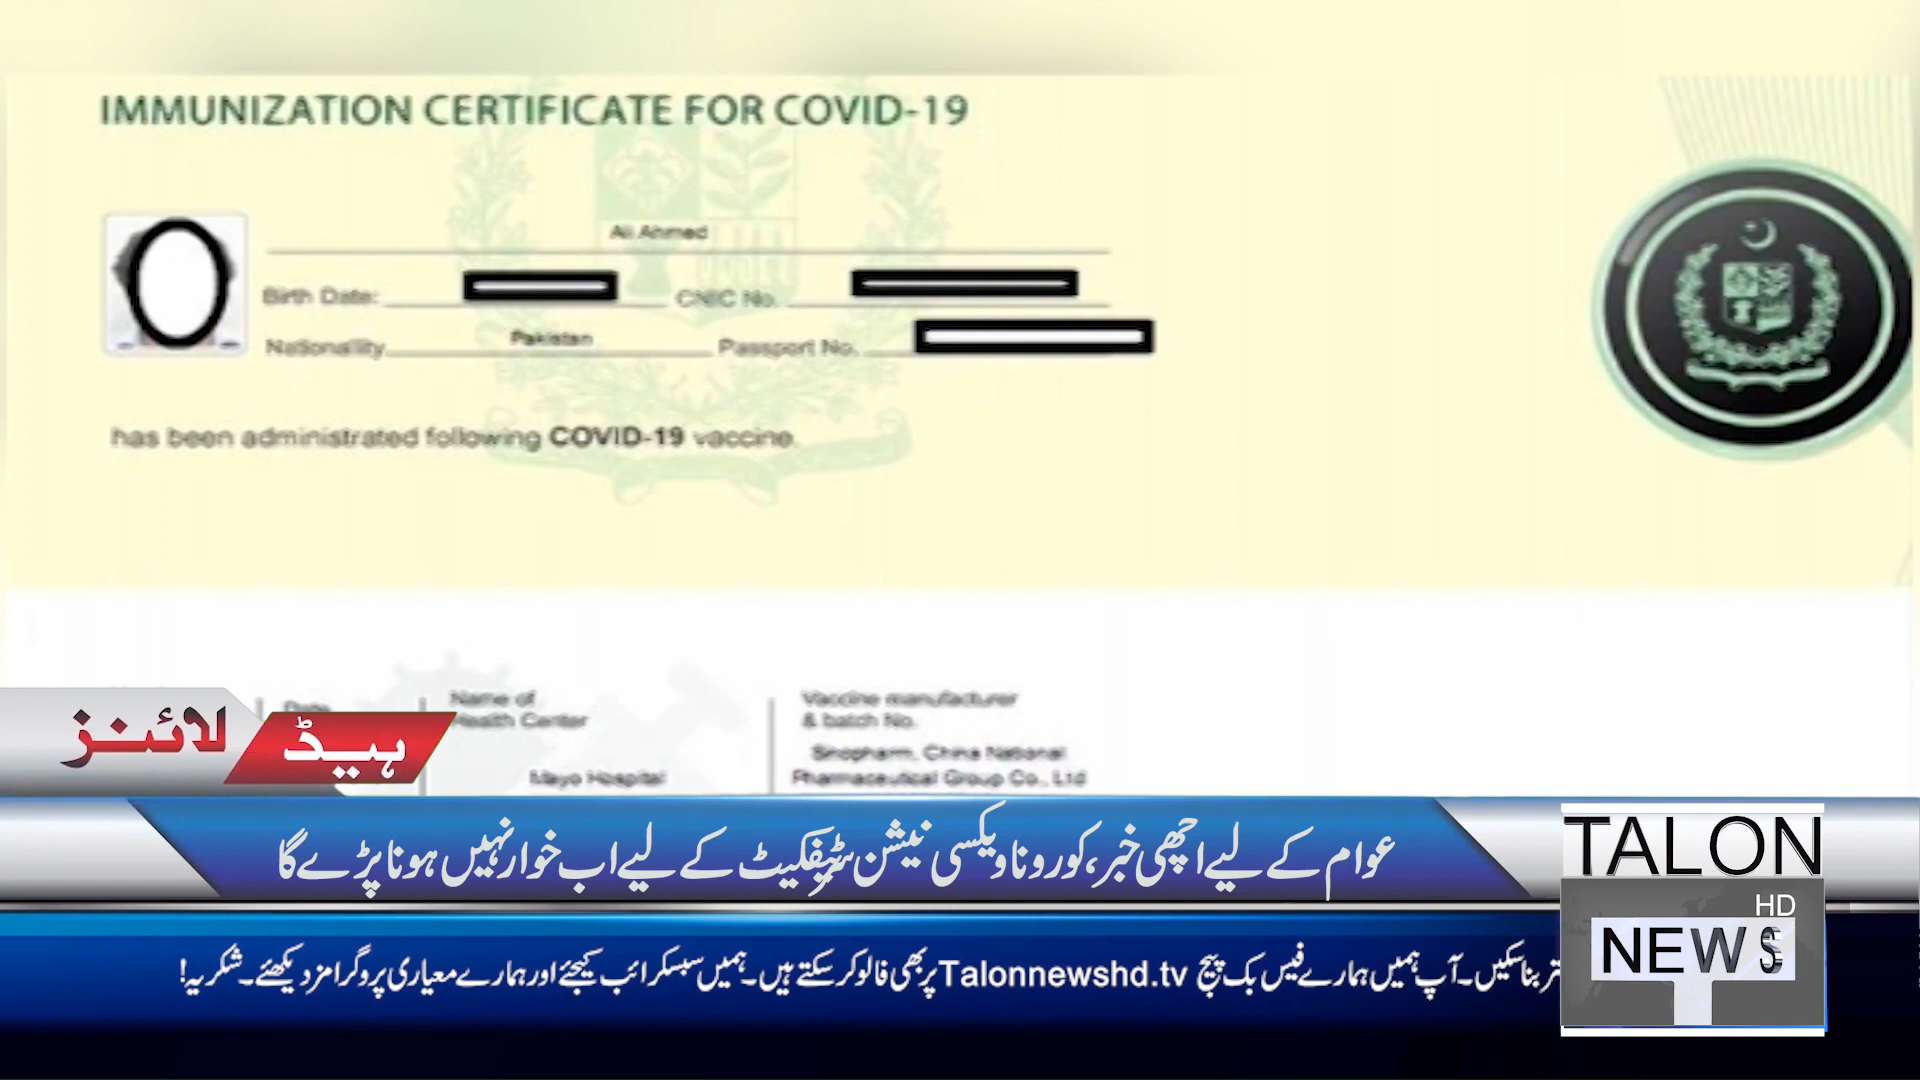 IMMUNIZATION CERTIFICATE FOR COVID-19
Ali Ahmed
Birth Date: CNIC No.
Nationallity Pakistan Passport No.
has been administrated following COVID-19 vaccine.
Date
Name of
Health Center
Vaccine manufacturer
& batch No.
Mayo Hospital
Sinopharm, China National
Pharmaceutical Group Co., Ltd
ہیڈ لائنز
عوام کے لیے اچھی خبر، کورونا ویکسی نیشن سرٹیفکیٹ کے لیے اب خوار نہیں ہونا پڑے گا
TALON
HD
NEWS
تر بنا سکیں۔ آپ ہمیں ہمارے فیس بک پیج Talonnewshd.tv پر بھی فالو کر سکتے ہیں۔ ہمیں سبسکرائب کیجئے اور ہمارے معیاری پروگرامز دیکھئے۔ شکریہ!